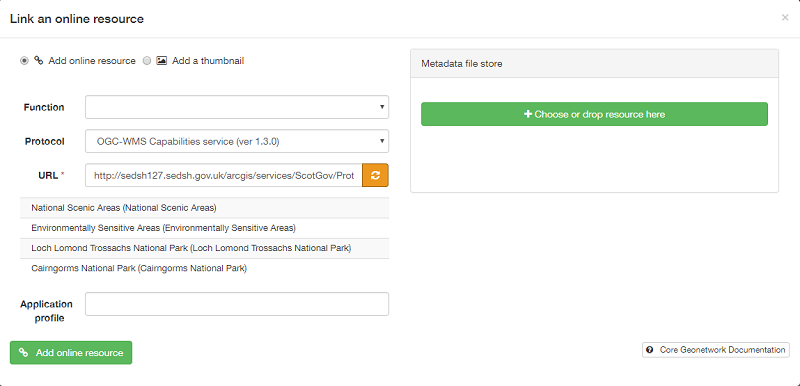 Link an online resource ×
Add online resource Add a thumbnail
Function
Protocol OGC-WMS Capabilities service (ver 1.3.0)
URL * http://sedsh127.sedsh.gov.uk/arcgis/services/ScotGov/Prot
National Scenic Areas (National Scenic Areas)
Environmentally Sensitive Areas (Environmentally Sensitive Areas)
Loch Lomond Trossachs National Park (Loch Lomond Trossachs National Park)
Cairngorms National Park (Cairngorms National Park)
Application
profile
Add online resource
Metadata file store
+ Choose or drop resource here
Core Geonetwork Documentation